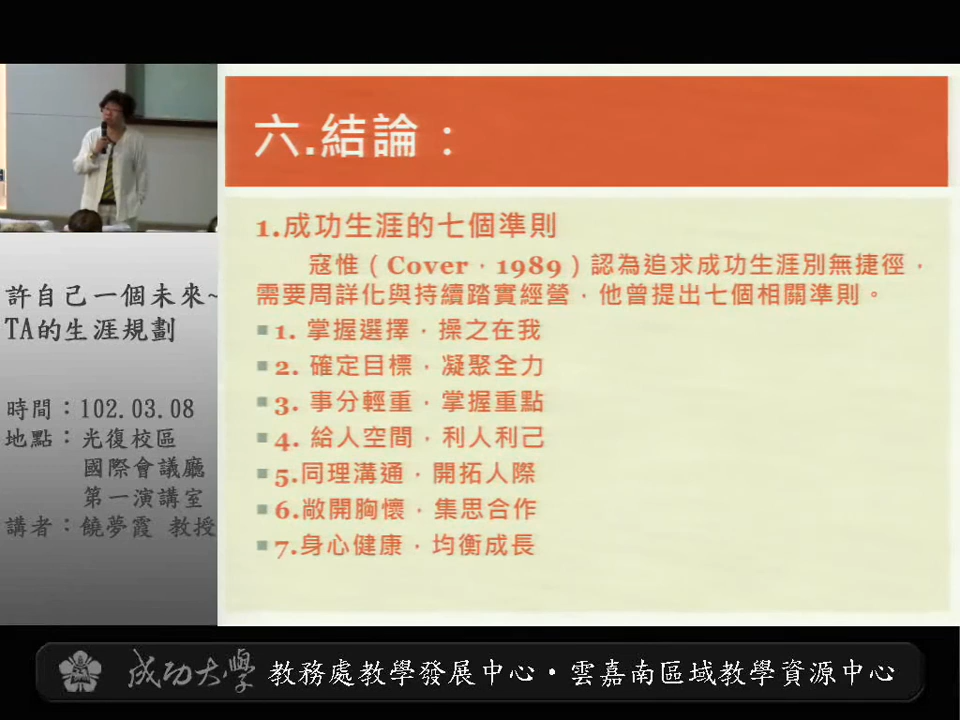 六.結論：
1.成功生涯的七個準則
寇惟（Cover，1989）認為追求成功生涯別無捷徑，
需要周詳化與持續踏實經營，他曾提出七個相關準則。
1. 掌握選擇，操之在我
2. 確定目標，凝聚全力
3. 事分輕重，掌握重點
4. 給人空間，利人利己
5.同理溝通，開拓人際
6.敞開胸懷，集思合作
7.身心健康，均衡成長
許自己一個未來~
TA的生涯規劃
時間：102.03.08
地點：光復校區
國際會議廳
第一演講室
講者：饒夢霞 教授
成功大學 教務處教學發展中心・雲嘉南區域教學資源中心